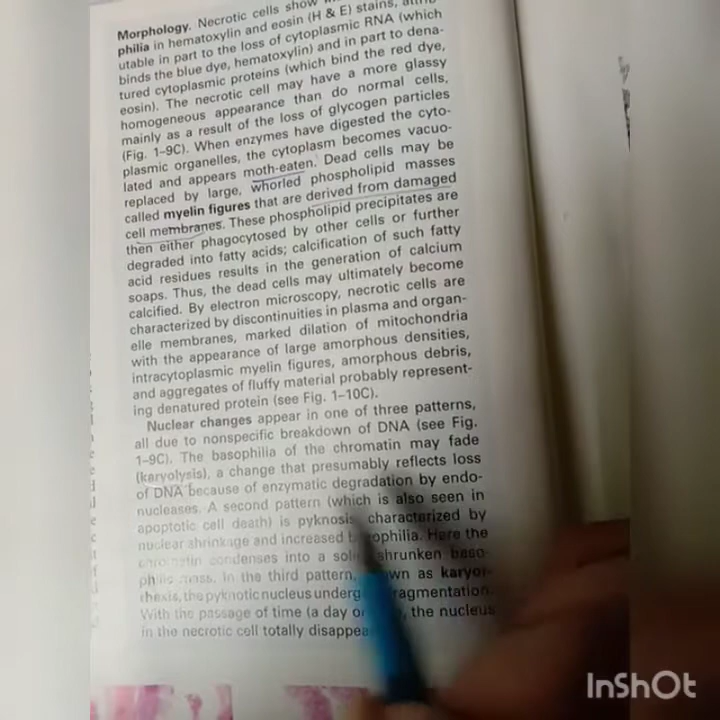 Morphology. Necrotic cells show
philia in hematoxylin and eosin (H & E) stains,
utable in part to the loss of cytoplasmic RNA (which
binds the blue dye, hematoxylin) and in part to dena-
tured cytoplasmic proteins (which bind the red dye,
eosin). The necrotic cell may have a more glassy
homogeneous appearance than do normal cells,
mainly as a result of the loss of glycogen particles
(Fig. 1–9C). When enzymes have digested the cyto-
plasmic organelles, the cytoplasm becomes vacuo-
lated and appears moth-eaten. Dead cells may be
replaced by large, whorled phospholipid masses
called myelin figures that are derived from damaged
cell membranes. These phospholipid precipitates are
then either phagocytosed by other cells or further
degraded into fatty acids; calcification of such fatty
acid residues results in the generation of calcium
soaps. Thus, the dead cells may ultimately become
calcified. By electron microscopy, necrotic cells are
characterized by discontinuities in plasma and organ-
elle membranes, marked dilation of mitochondria
with the appearance of large amorphous densities,
intracytoplasmic myelin figures, amorphous debris,
and aggregates of fluffy material probably represent-
ing denatured protein (see Fig. 1–10C).
Nuclear changes appear in one of three patterns,
all due to nonspecific breakdown of DNA (see Fig.
1–9C). The basophilia of the chromatin may fade
(karyolysis), a change that presumably reflects loss
of DNA because of enzymatic degradation by endo-
nucleases. A second pattern (which is also seen in
apoptotic cell death) is pyknosis, characterized by
nuclear shrinkage and increased basophilia. Here the
chromatin condenses into a solid, shrunken baso-
philic mass. In the third pattern, known as karyor-
rhexis, the pyknotic nucleus undergoes fragmentation.
With the passage of time (a day or, the nucleus
in the necrotic cell totally disappea
InShOt